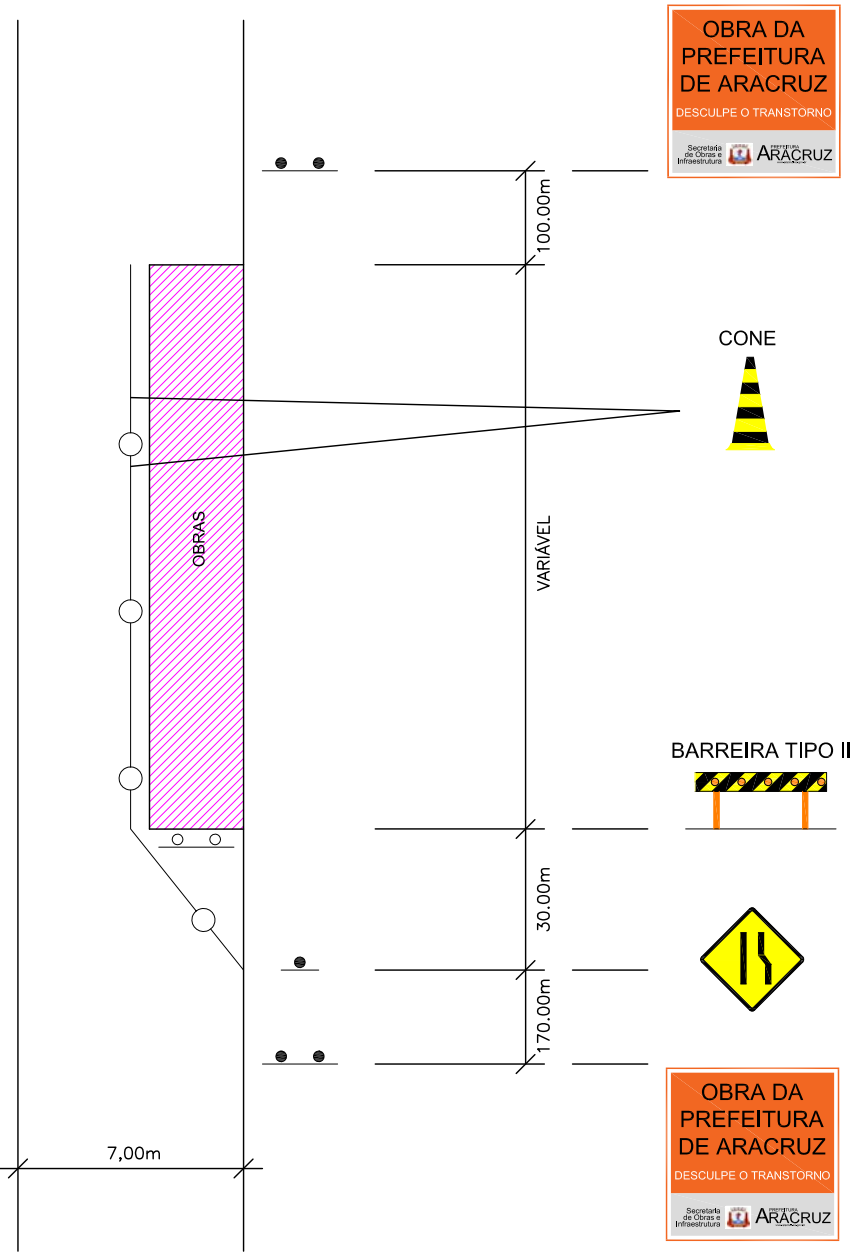 OBRA DA
PREFEITURA
DE ARACRUZ
DESCULPE O TRANSTORNO
Secretaria
de Obras e
Infraestrutura
PREFEITURA
ARACRUZ
100.00m
CONE
OBRAS
VARIÁVEL
BARREIRA TIPO II
30.00m
170.00m
7,00m
OBRA DA
PREFEITURA
DE ARACRUZ
DESCULPE O TRANSTORNO
Secretaria
de Obras e
Infraestrutura
PREFEITURA
ARACRUZ